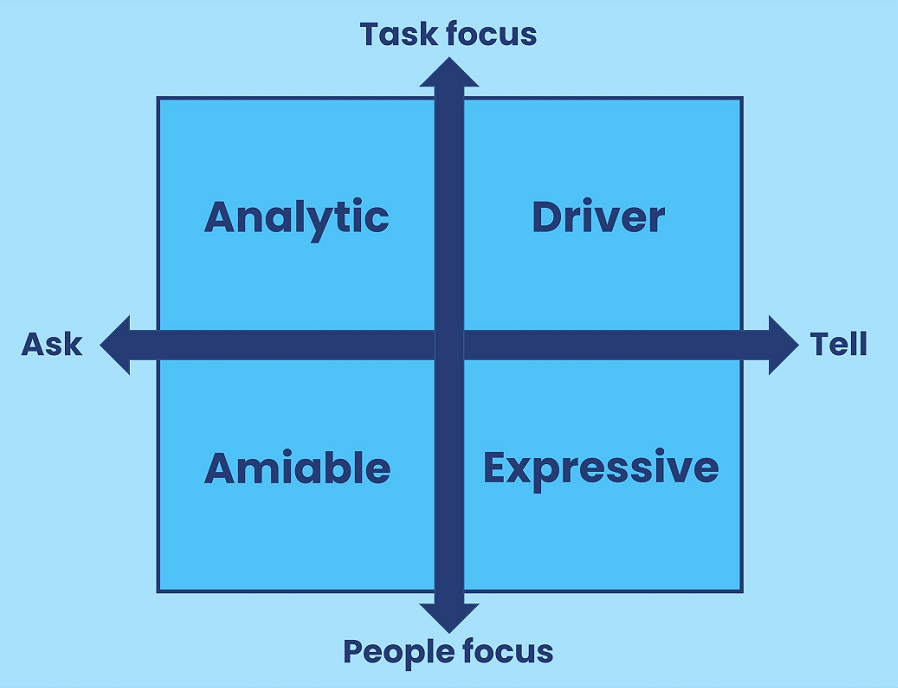 Task focus
Analytic
Driver
Ask
Tell
Amiable
Expressive
People focus